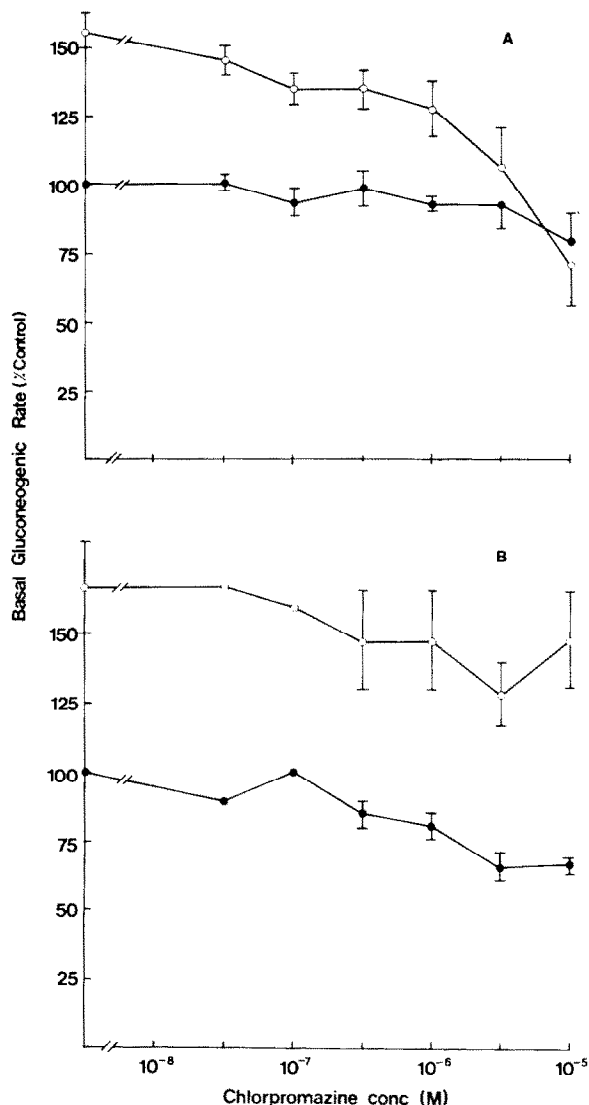 A
150
125
100
75
50
25
Basal Gluconeogenic Rate (%Control)
B
150
125
100
75
50
25
10⁻⁸ 10⁻⁷ 10⁻⁶ 10⁻⁵
Chlorpromazine conc (M)